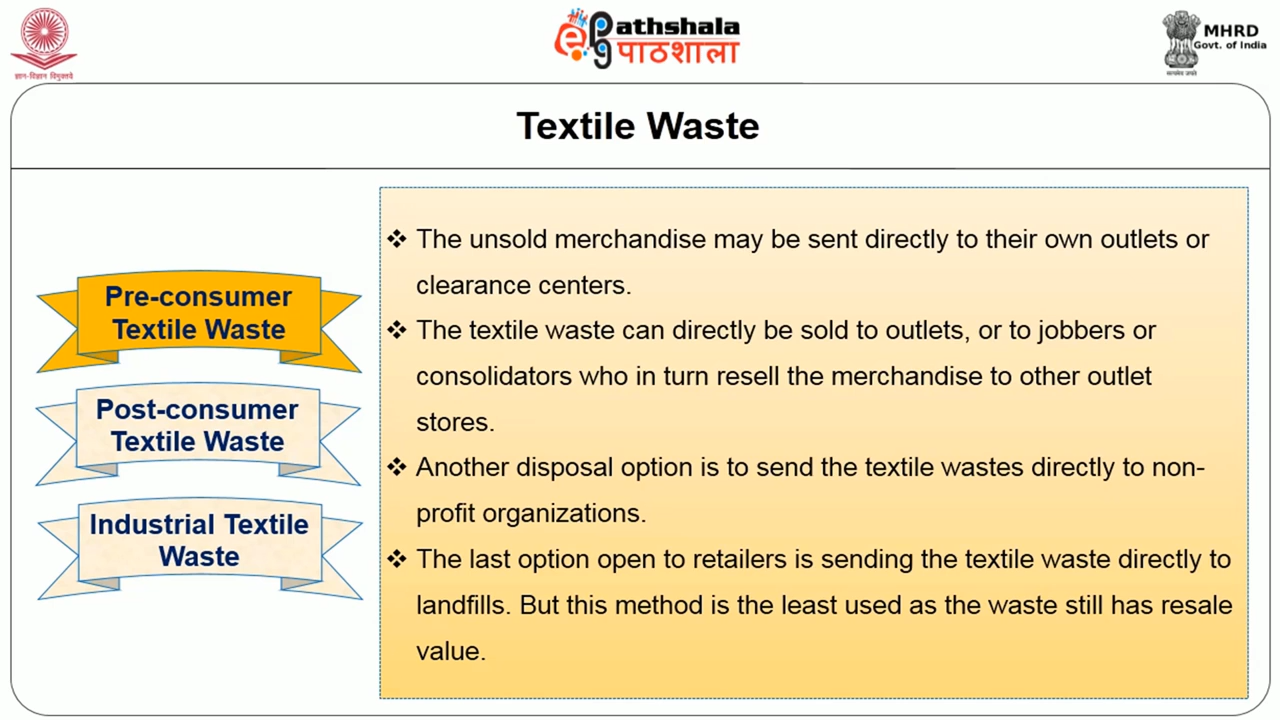 ज्ञान-विज्ञान विमुक्तये
ePathshala
पाठशाला
सत्यमेव जयते
MHRD
Govt. of India
Textile Waste
Pre-consumer
Textile Waste
Post-consumer
Textile Waste
Industrial Textile
Waste
❖ The unsold merchandise may be sent directly to their own outlets or
clearance centers.
❖ The textile waste can directly be sold to outlets, or to jobbers or
consolidators who in turn resell the merchandise to other outlet
stores.
❖ Another disposal option is to send the textile wastes directly to non-
profit organizations.
❖ The last option open to retailers is sending the textile waste directly to
landfills. But this method is the least used as the waste still has resale
value.